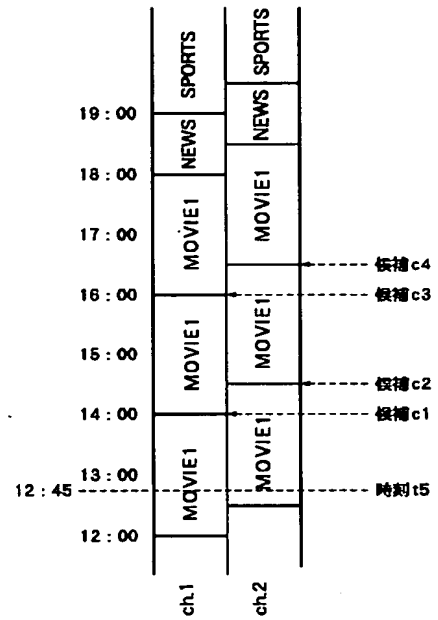 SPORTS
SPORTS
19 : 00
NEWS
NEWS
18 : 00
17 : 00
MOVIE1
MOVIE1
候補c4
16 : 00
候補c3
15 : 00
MOVIE1
MOVIE1
候補c2
14 : 00
候補c1
13 : 00
MOVIE1
MOVIE1
12 : 45
時刻t5
12 : 00
ch.1
ch.2